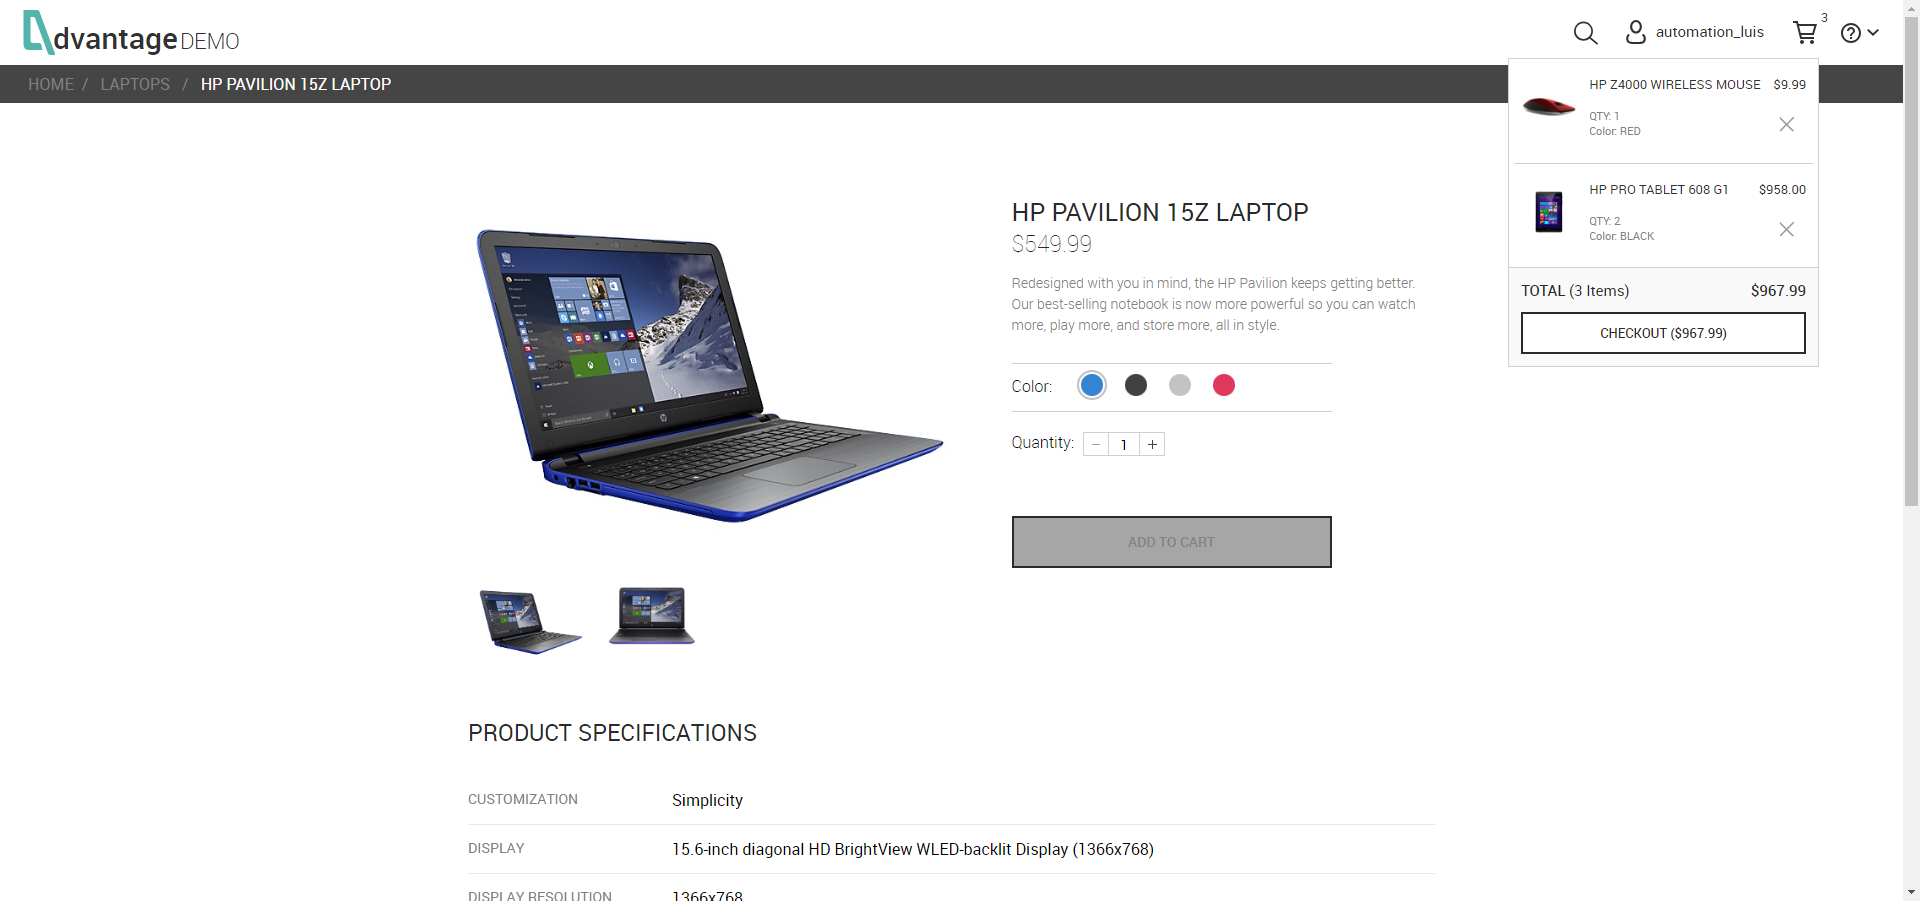 dvantage DEMO
automation_luis
3
HOME / LAPTOPS / HP PAVILION 15Z LAPTOP
HP Z4000 WIRELESS MOUSE $9.99
QTY: 1
Color: RED
HP PRO TABLET 608 G1 $958.00
QTY: 2
Color: BLACK
TOTAL (3 Items) $967.99
CHECKOUT ($967.99)
HP PAVILION 15Z LAPTOP
$549.99
Redesigned with you in mind, the HP Pavilion keeps getting better.
Our best-selling notebook is now more powerful so you can watch
more, play more, and store more, all in style.
Color:
Quantity: − 1 +
ADD TO CART
PRODUCT SPECIFICATIONS
CUSTOMIZATION Simplicity
DISPLAY 15.6-inch diagonal HD BrightView WLED-backlit Display (1366x768)
DISPLAY RESOLUTION 1366x768